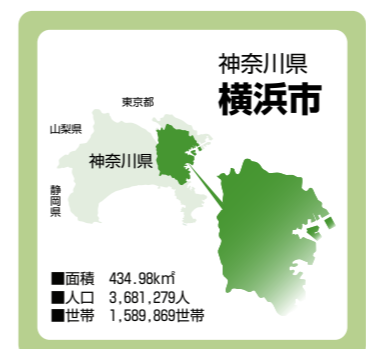 神奈川県
横浜市
東京都
山梨県
神奈川県
静岡県
■面積　434.98k㎡
■人口　3,681,279人
■世帯　1,589,869世帯